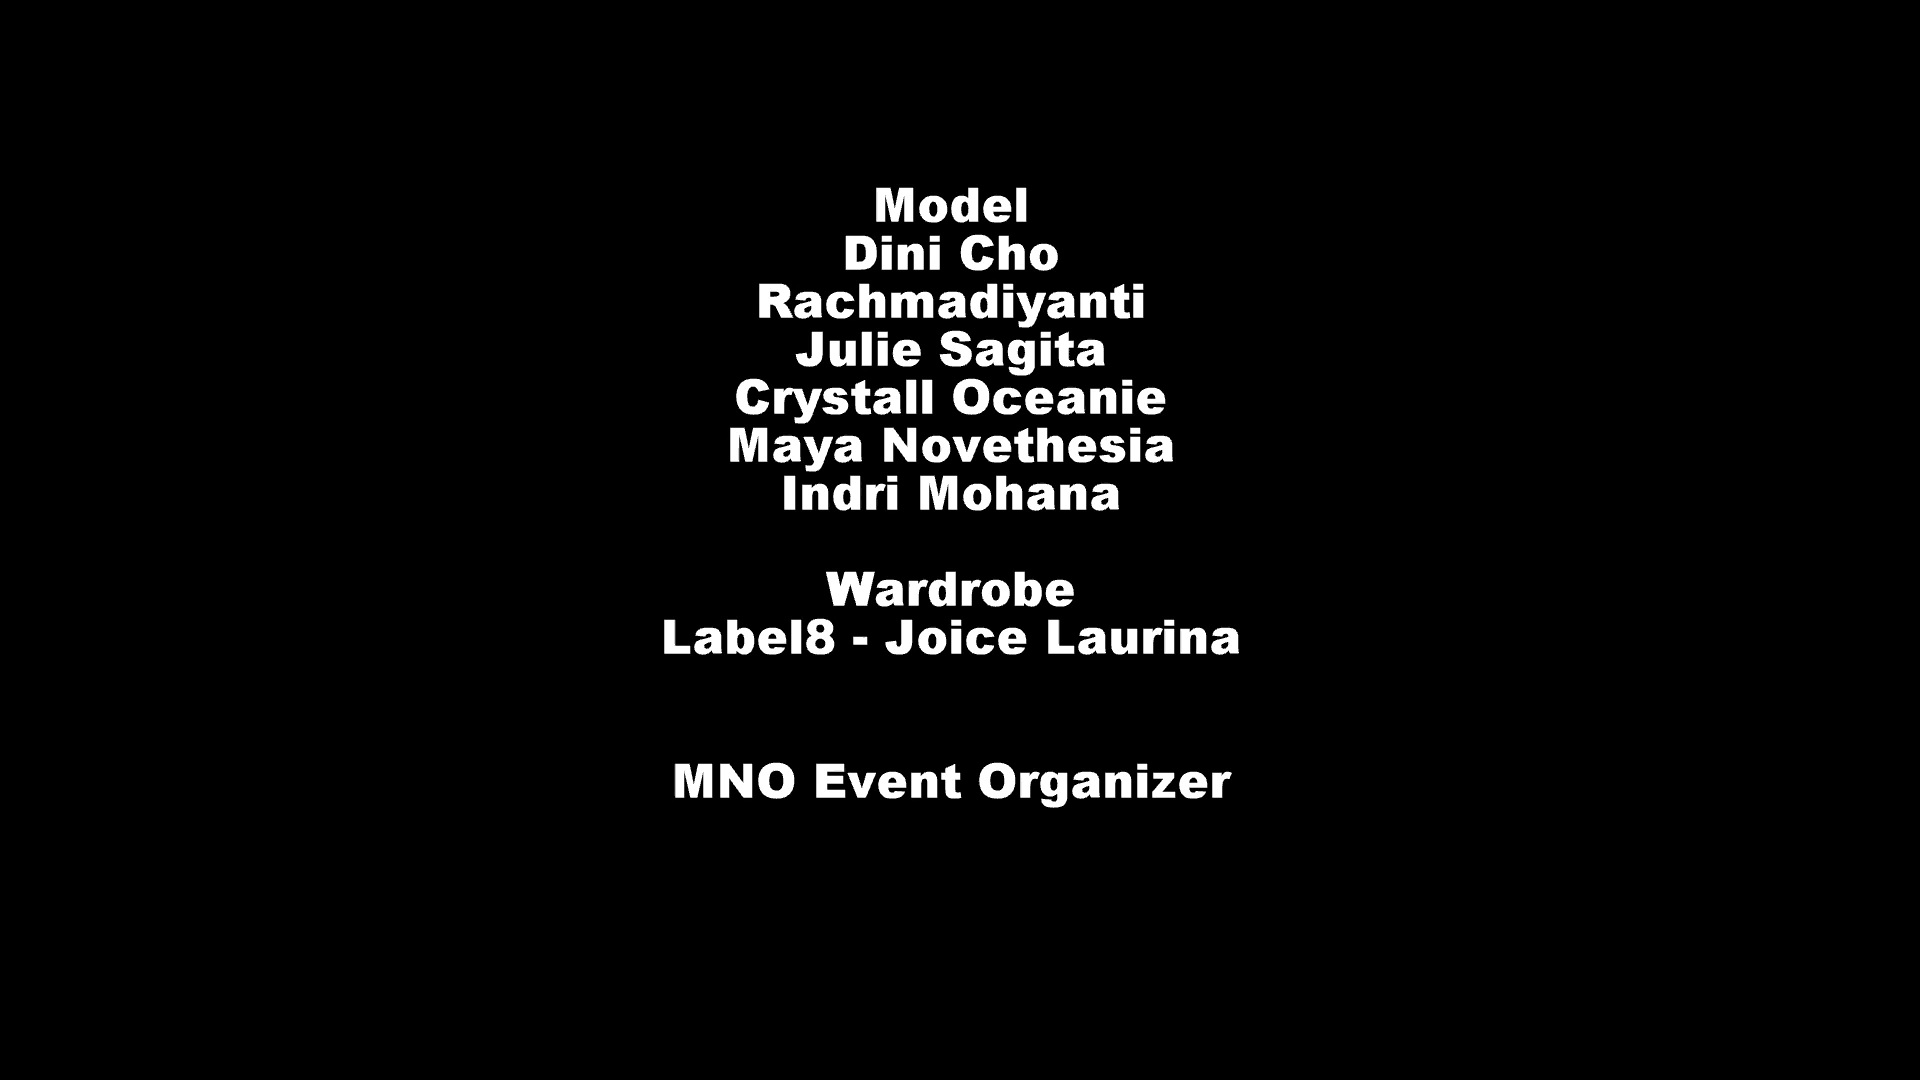 Model
Dini Cho
Rachmadiyanti
Julie Sagita
Crystall Oceanie
Maya Novethesia
Indri Mohana
Wardrobe
Label8 - Joice Laurina
MNO Event Organizer